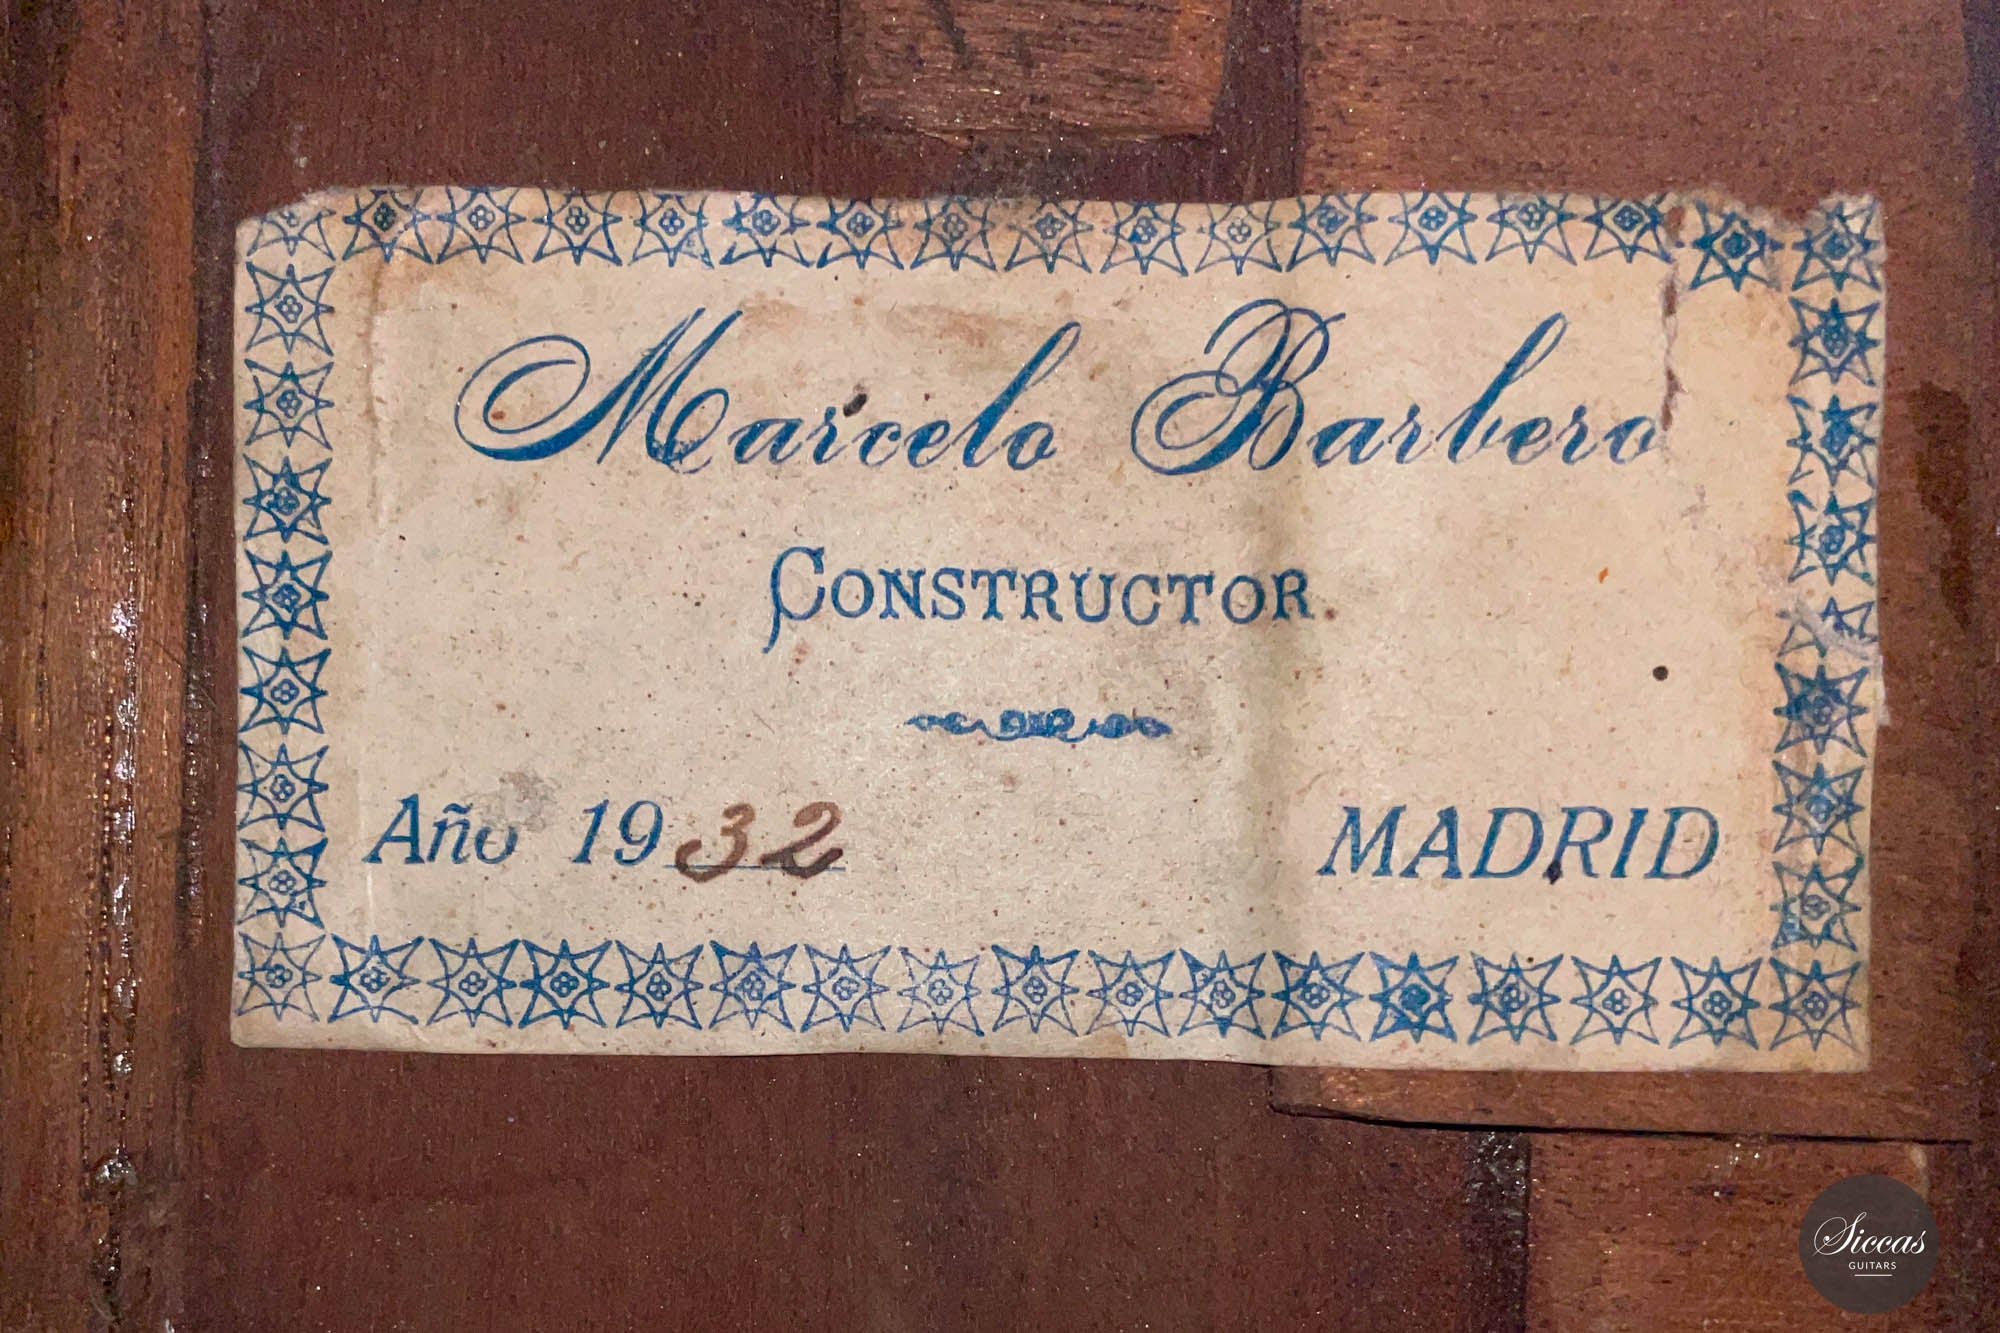 Marcelo Barbero
CONSTRUCTOR
Año 1932 MADRID
Siccas
GUITARS